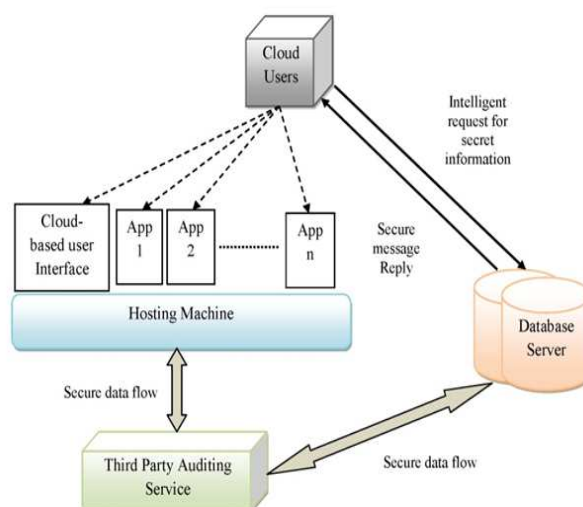 Cloud
Users
Intelligent
request for
secret
information
Cloud-
based user
Interface
App
1
App
2
App
n
Secure
message
Reply
Hosting Machine
Database
Server
Secure data flow
Third Party Auditing
Service
Secure data flow